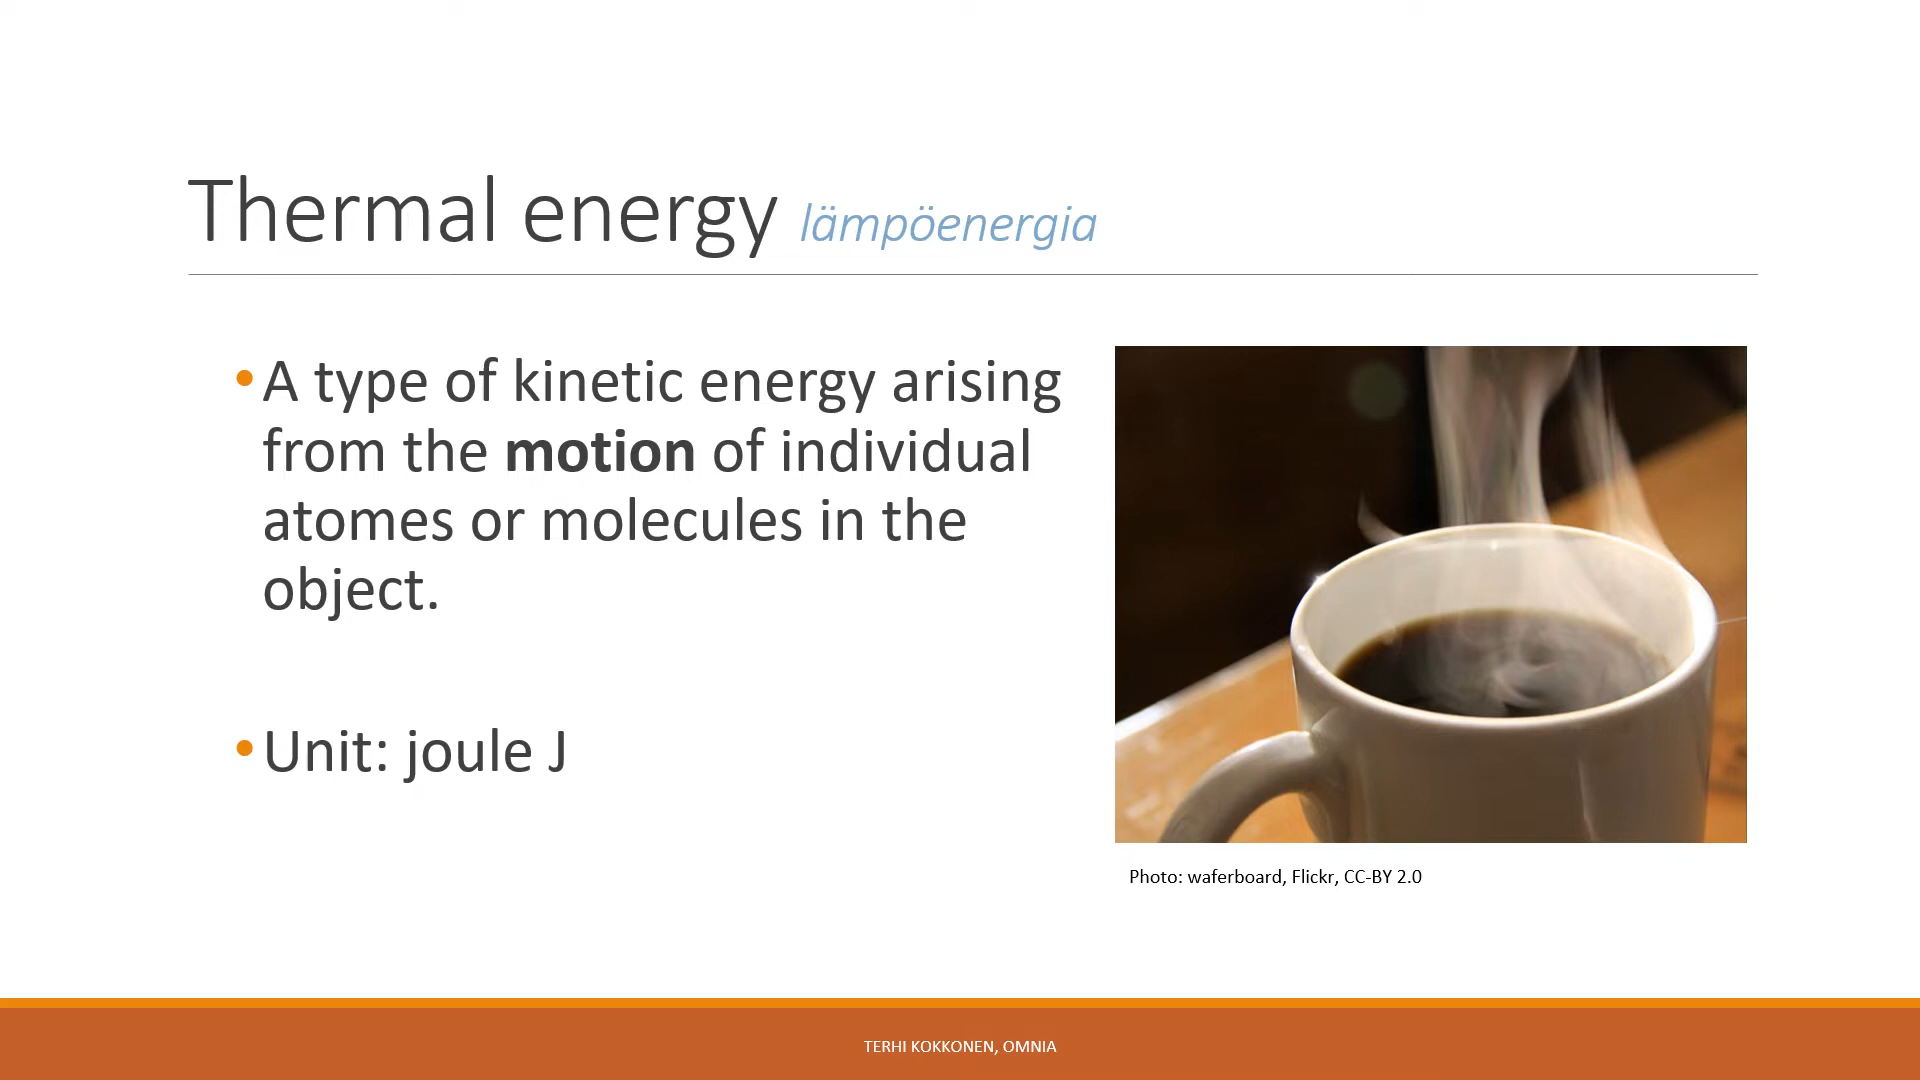 Thermal energy lämpöenergia
•A type of kinetic energy arising
from the motion of individual
atomes or molecules in the
object.
•Unit: joule J
Photo: waferboard, Flickr, CC-BY 2.0
TERHI KOKKONEN, OMNIA